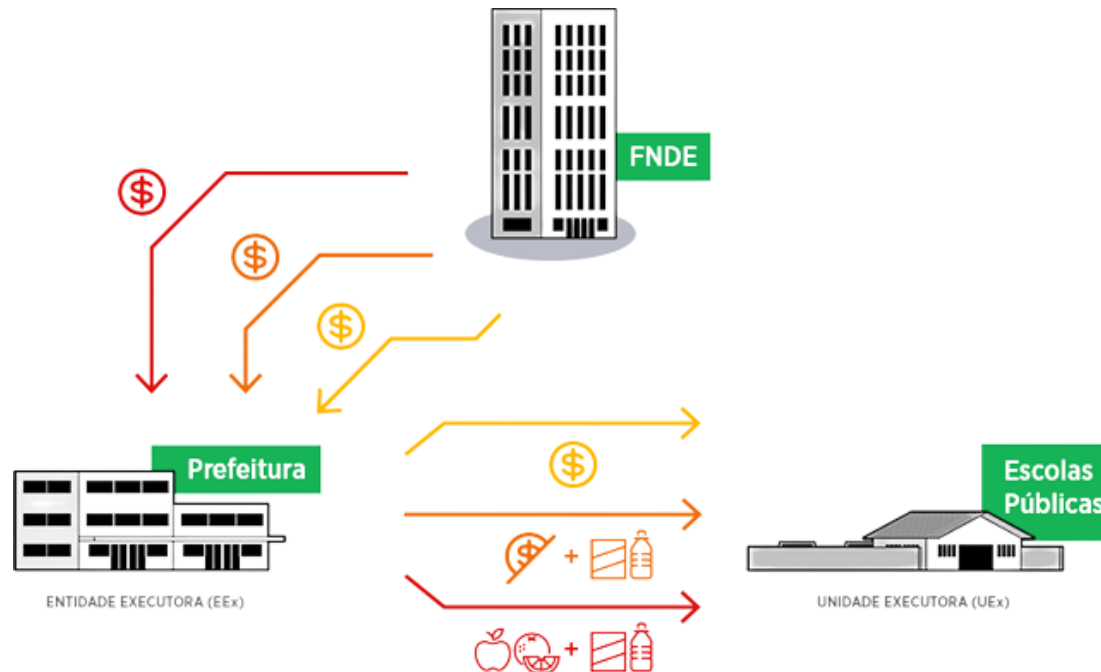 FNDE
Prefeitura
Escolas
Públicas
ENTIDADE EXECUTORA (EEx)
UNIDADE EXECUTORA (UEx)